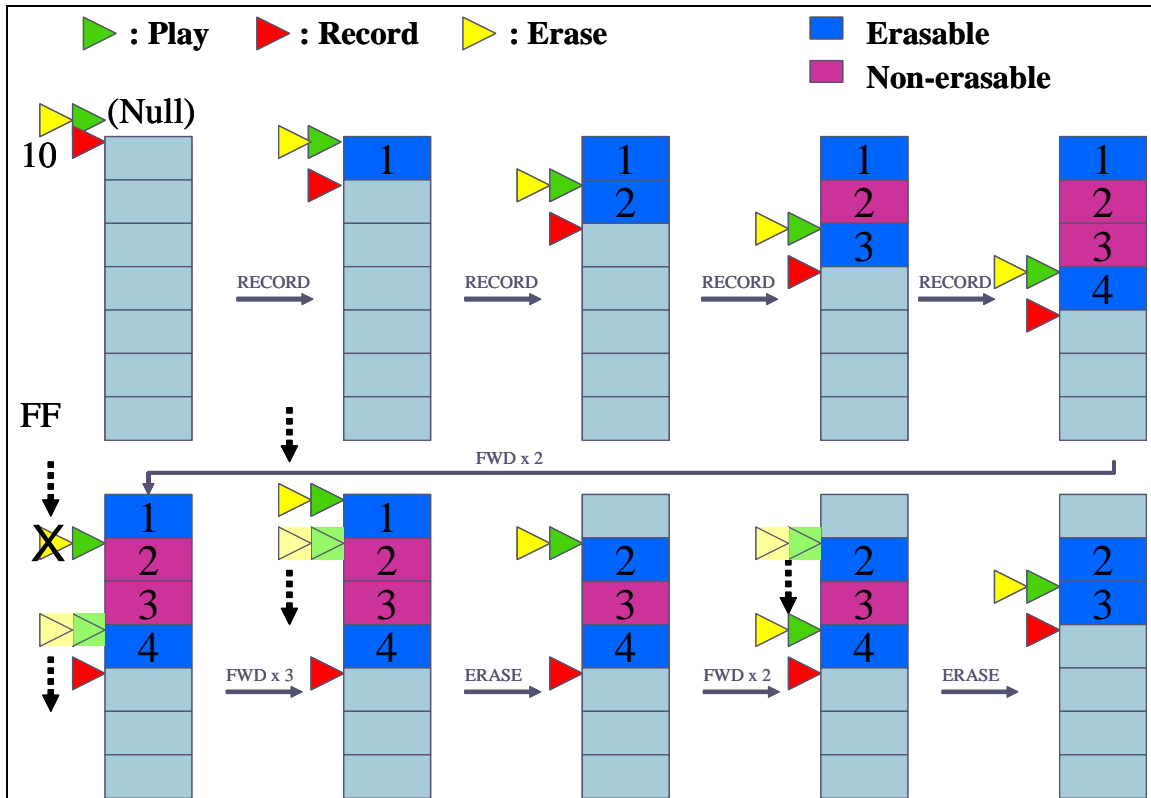 : Play
: Record
: Erase
Erasable
Non-erasable
(Null)
10
FF
1
1
2
1
2
3
1
2
3
4
RECORD
RECORD
RECORD
RECORD
FWD x 2
X
1
2
3
4
1
2
3
4
2
3
4
2
3
4
2
3
FWD x 3
ERASE
FWD x 2
ERASE